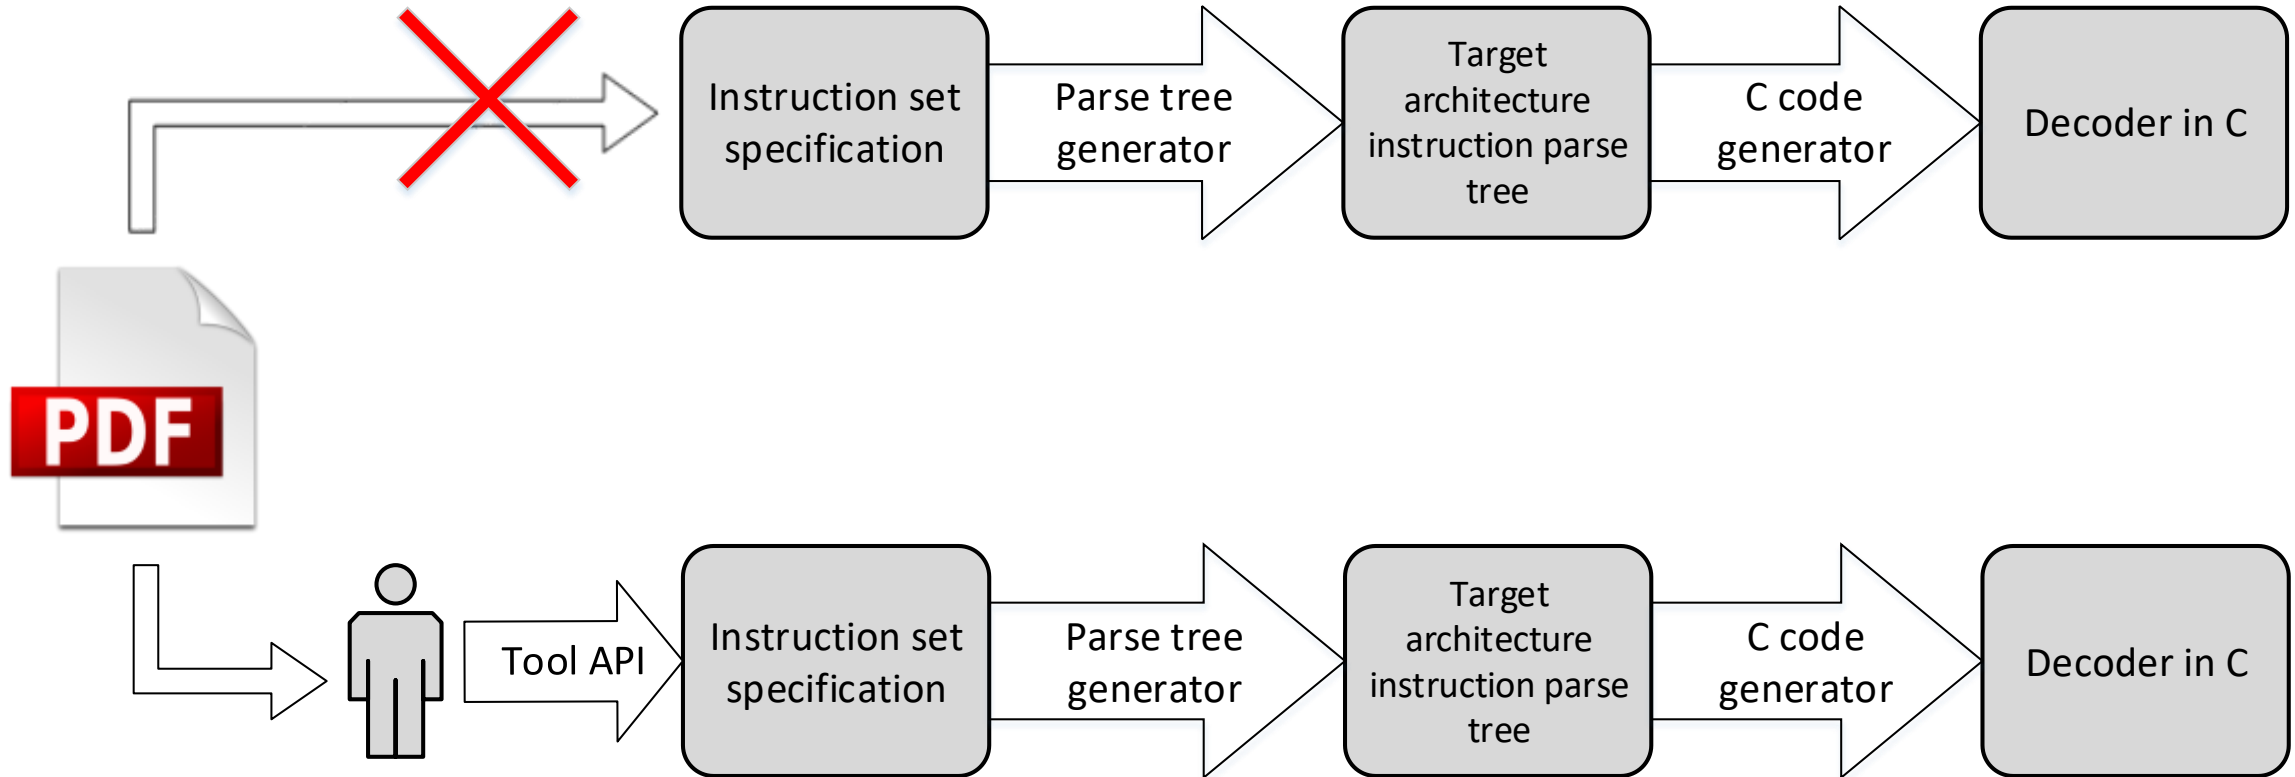 Instruction set
specification
Parse tree
generator
Target
architecture
instruction parse
tree
C code
generator
Decoder in C
PDF
Tool API
Instruction set
specification
Parse tree
generator
Target
architecture
instruction parse
tree
C code
generator
Decoder in C